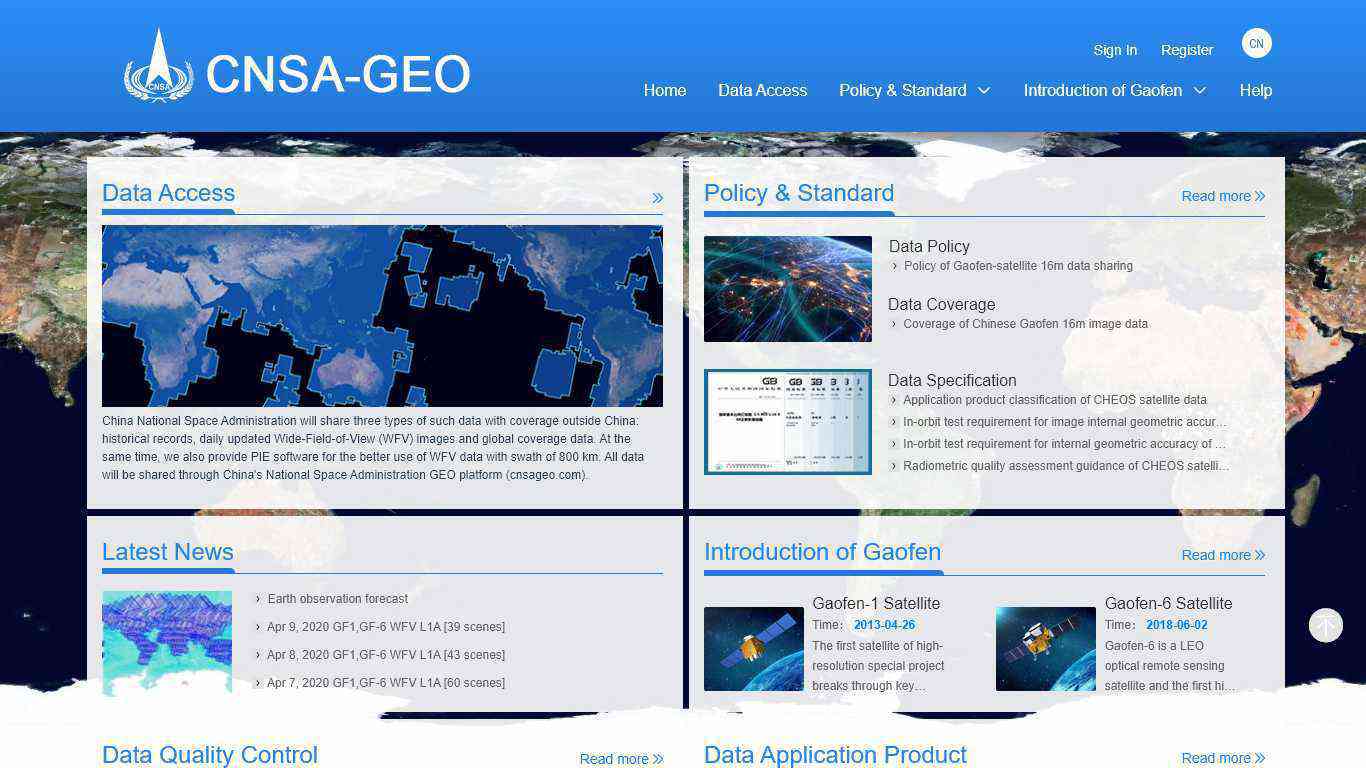 CNSA
CNSA-GEO
Sign In
Register
CN
Home
Data Access
Policy & Standard
Introduction of Gaofen
Help
Data Access
China National Space Administration will share three types of such data with coverage outside China:
historical records, daily updated Wide-Field-of-View (WFV) images and global coverage data. At the
same time, we also provide PIE software for the better use of WFV data with swath of 800 km. All data
will be shared through China's National Space Administration GEO platform (cnsageo.com).
Policy & Standard
Read more
Data Policy
Policy of Gaofen-satellite 16m data sharing
Data Coverage
Coverage of Chinese Gaofen 16m image data
GB
GB
GB
Data Specification
Application product classification of CHEOS satellite data
In-orbit test requirement for image internal geometric accur...
In-orbit test requirement for internal geometric accuracy of ...
Radiometric quality assessment guidance of CHEOS satelli...
Latest News
Earth observation forecast
Apr 9, 2020 GF1,GF-6 WFV L1A [39 scenes]
Apr 8, 2020 GF1,GF-6 WFV L1A [43 scenes]
Apr 7, 2020 GF1,GF-6 WFV L1A [60 scenes]
Introduction of Gaofen
Read more
Gaofen-1 Satellite
Time： 2013-04-26
The first satellite of high-
resolution special project
breaks through key...
Gaofen-6 Satellite
Time： 2018-06-02
Gaofen-6 is a LEO
optical remote sensing
satellite and the first hi...
Data Quality Control
Read more
Data Application Product
Read more